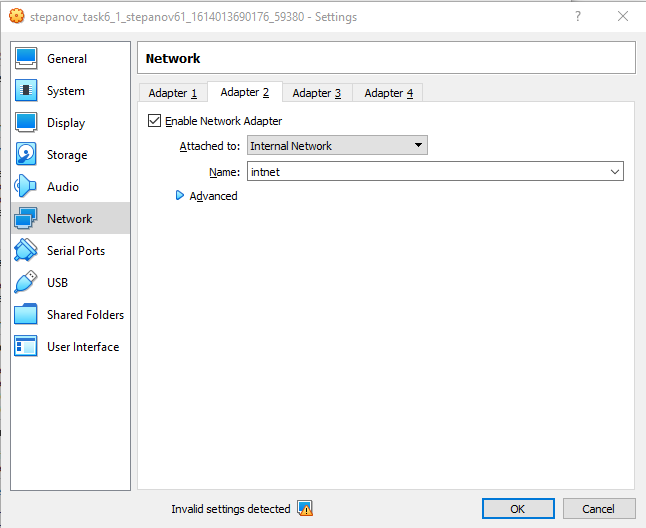 stepanov_task6_1_stepanov61_1614013690176_59380 - Settings
?
General
System
Display
Storage
Audio
Network
Serial Ports
USB
Shared Folders
User Interface
Network
Adapter 1 Adapter 2 Adapter 3 Adapter 4
Enable Network Adapter
Attached to: Internal Network
Name: intnet
Advanced
Invalid settings detected OK Cancel